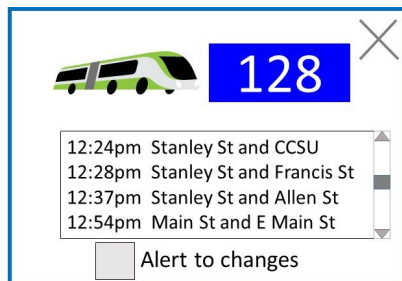 128
12:24pm Stanley St and CCSU
12:28pm Stanley St and Francis St
12:37pm Stanley St and Allen St
12:54pm Main St and E Main St
Alert to changes